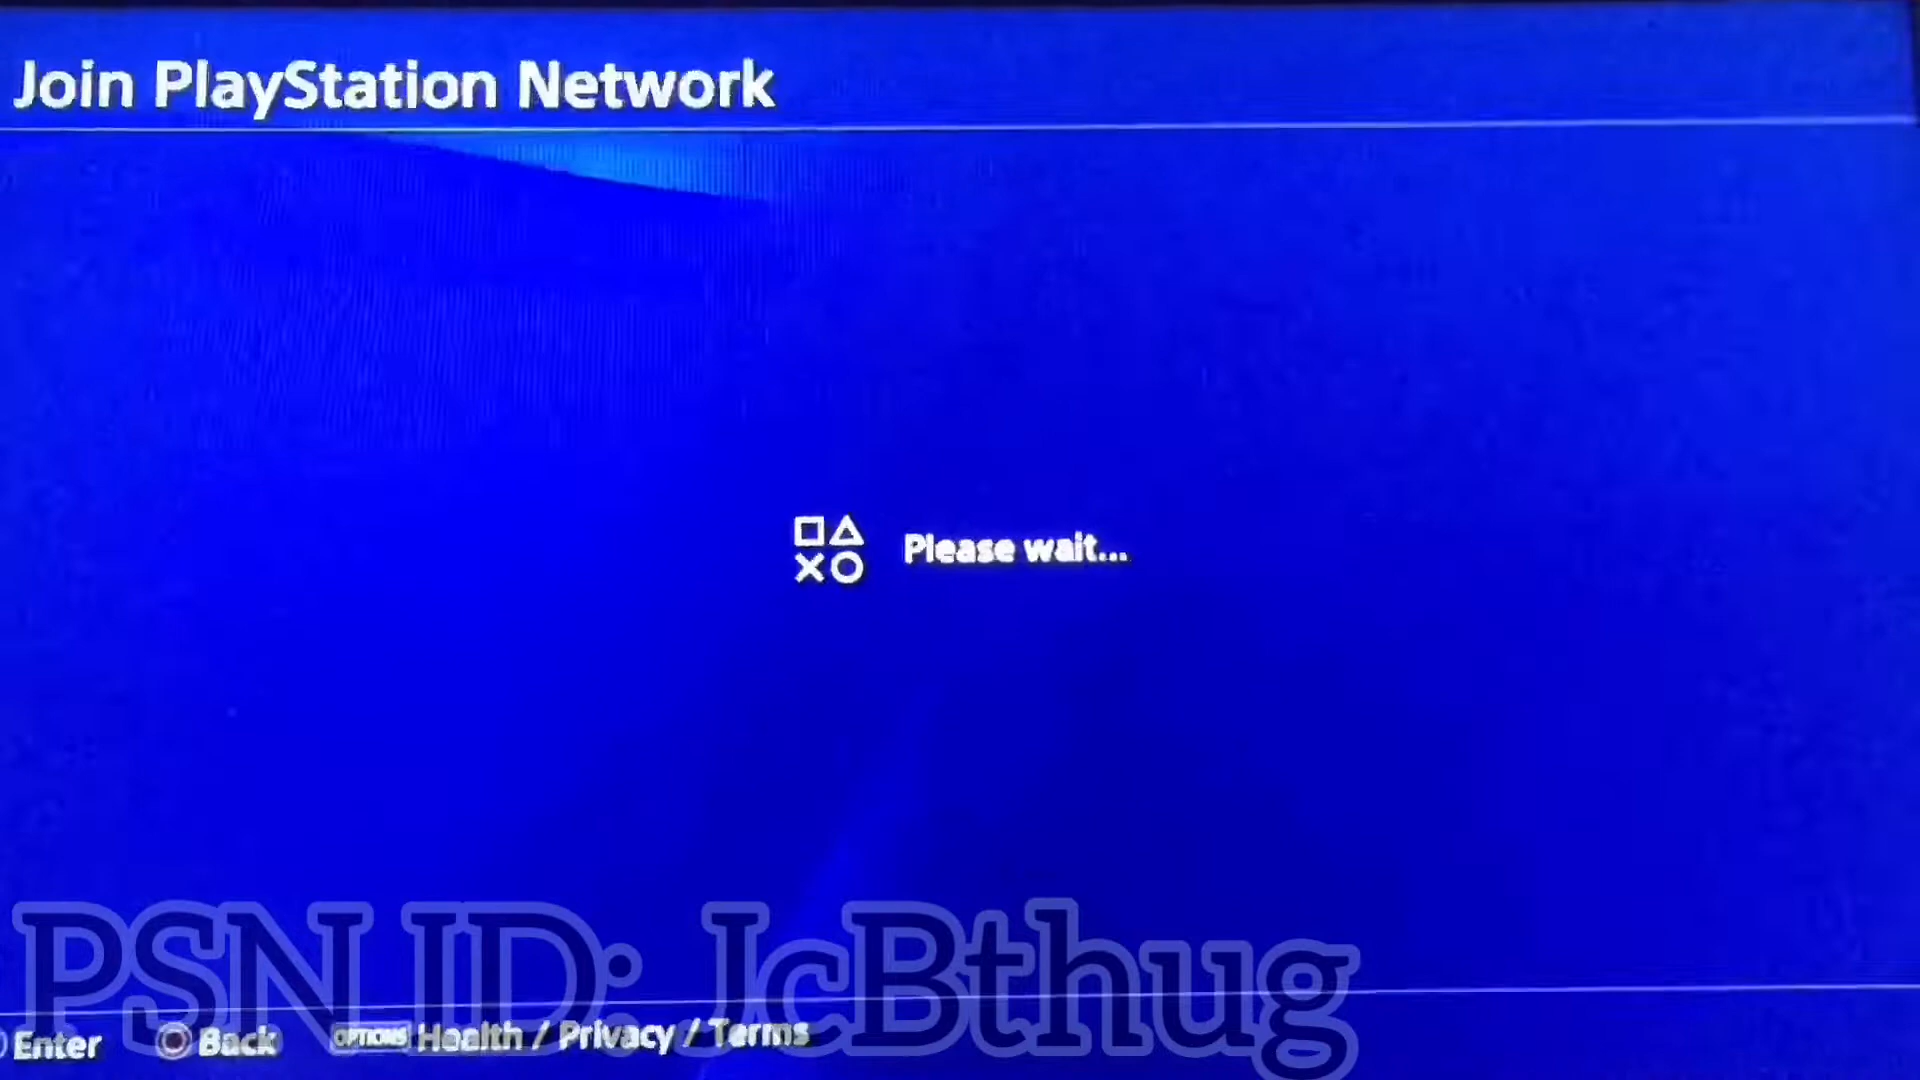 Join PlayStation Network
Please wait...
PSN ID: JcBthug
Enter Back OPTIONS Health / Privacy / Terms